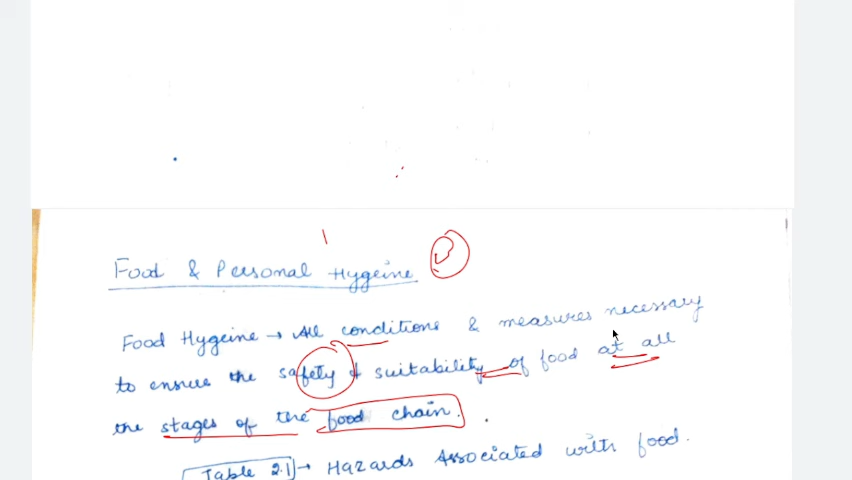 Food & Personal Hygeine
Food Hygeine → All conditions & measures necessary
to ensure the safety & suitability of food at all
the stages of the food chain.
Table 2.1 → Hazards Associated with food.